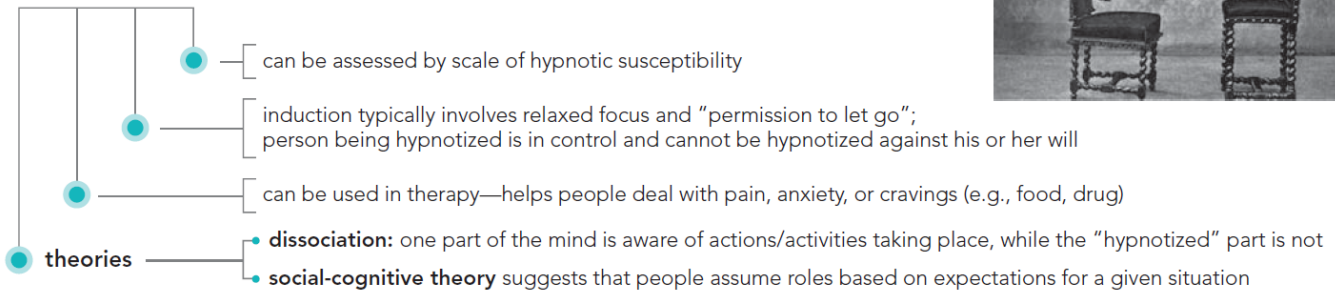 can be assessed by scale of hypnotic susceptibility
induction typically involves relaxed focus and “permission to let go”;
person being hypnotized is in control and cannot be hypnotized against his or her will
can be used in therapy—helps people deal with pain, anxiety, or cravings (e.g., food, drug)
theories
dissociation: one part of the mind is aware of actions/activities taking place, while the “hypnotized” part is not
social-cognitive theory suggests that people assume roles based on expectations for a given situation